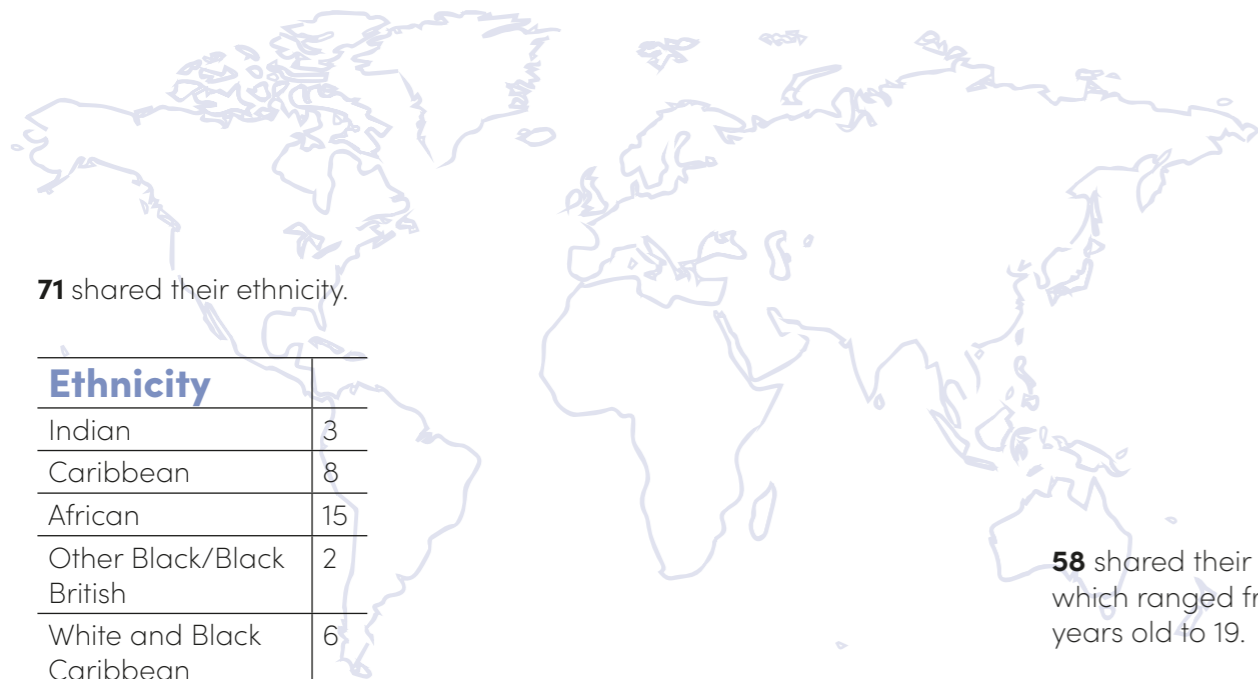 71 shared their ethnicity.
Ethnicity
Indian 3
Caribbean 8
African 15
Other Black/Black 2
British
White and Black 6
Caribbean
58 shared their
which ranged
years old to 19.